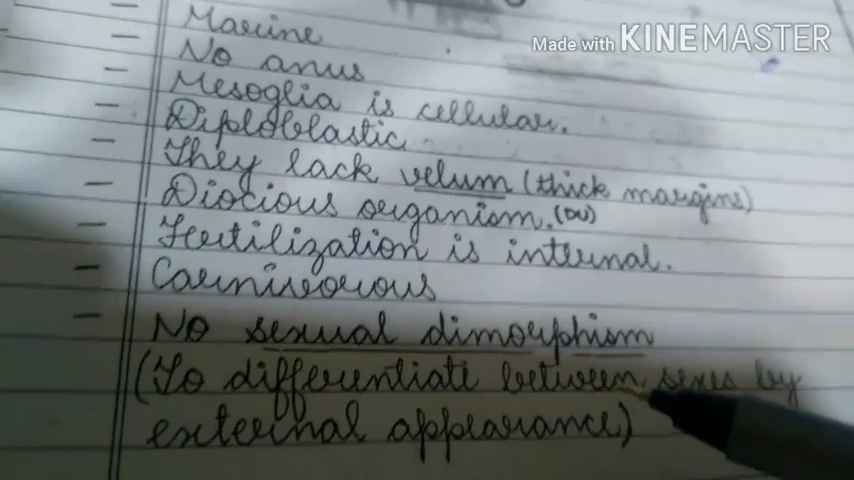 Made with KINEMASTER
- Marine
- No anus
- Mesoglia is cellular.
- Diploblastic
- They lack velum (thick margins)
- Diocious organism. (ou)
- Fertilization is internal.
- Carnivorous
- No sexual dimorphism
(To differentiate between sexes by
external appearance)